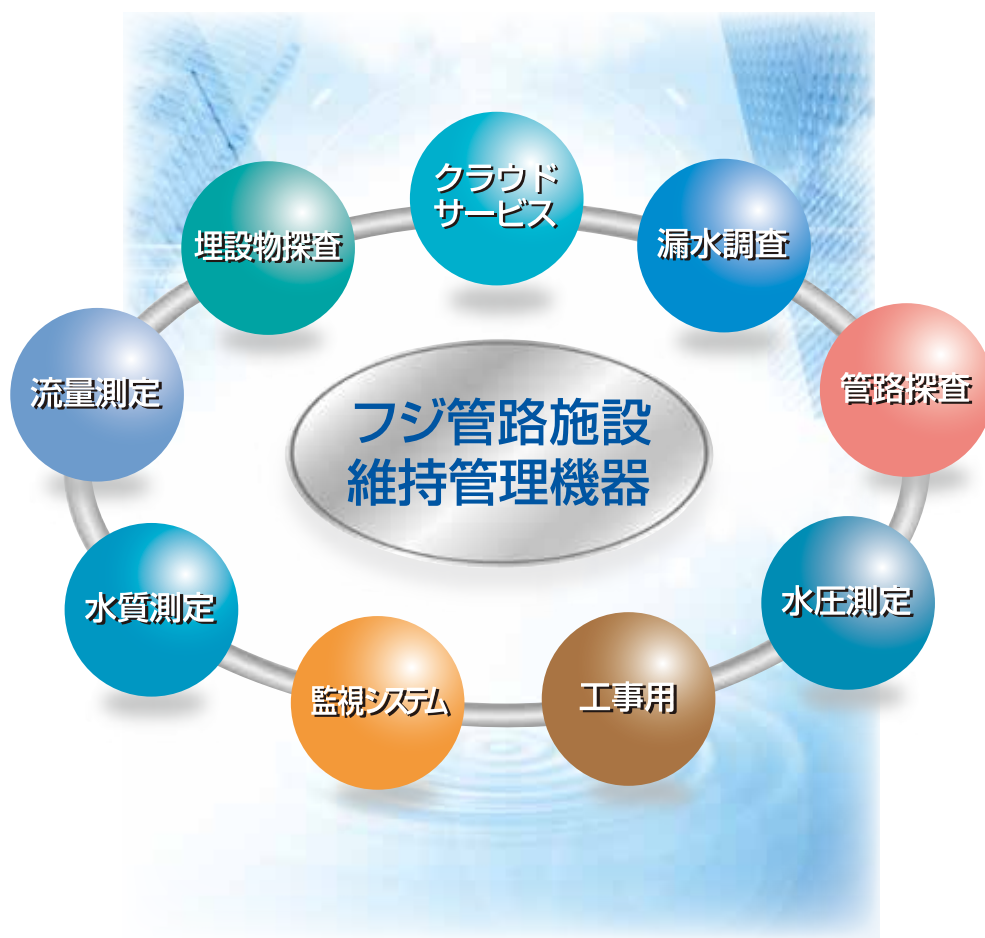 クラウド
サービス
埋設物探査
漏水調査
流量測定
管路探査
フジ管路施設
維持管理機器
水質測定
水圧測定
監視システム
工事用